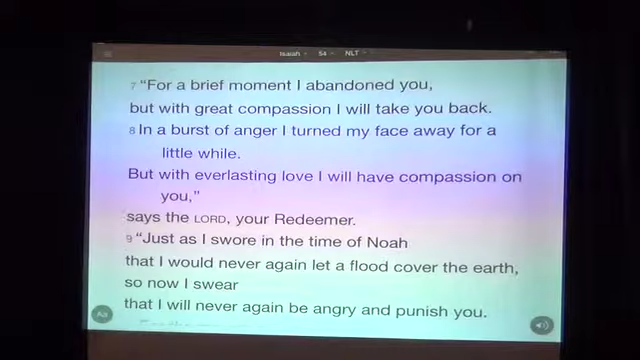 Isaiah 54 NLT
7 “For a brief moment I abandoned you,
but with great compassion I will take you back.
8 In a burst of anger I turned my face away for a
little while.
But with everlasting love I will have compassion on
you,”
says the LORD, your Redeemer.
9 “Just as I swore in the time of Noah
that I would never again let a flood cover the earth,
so now I swear
that I will never again be angry and punish you.
Aa